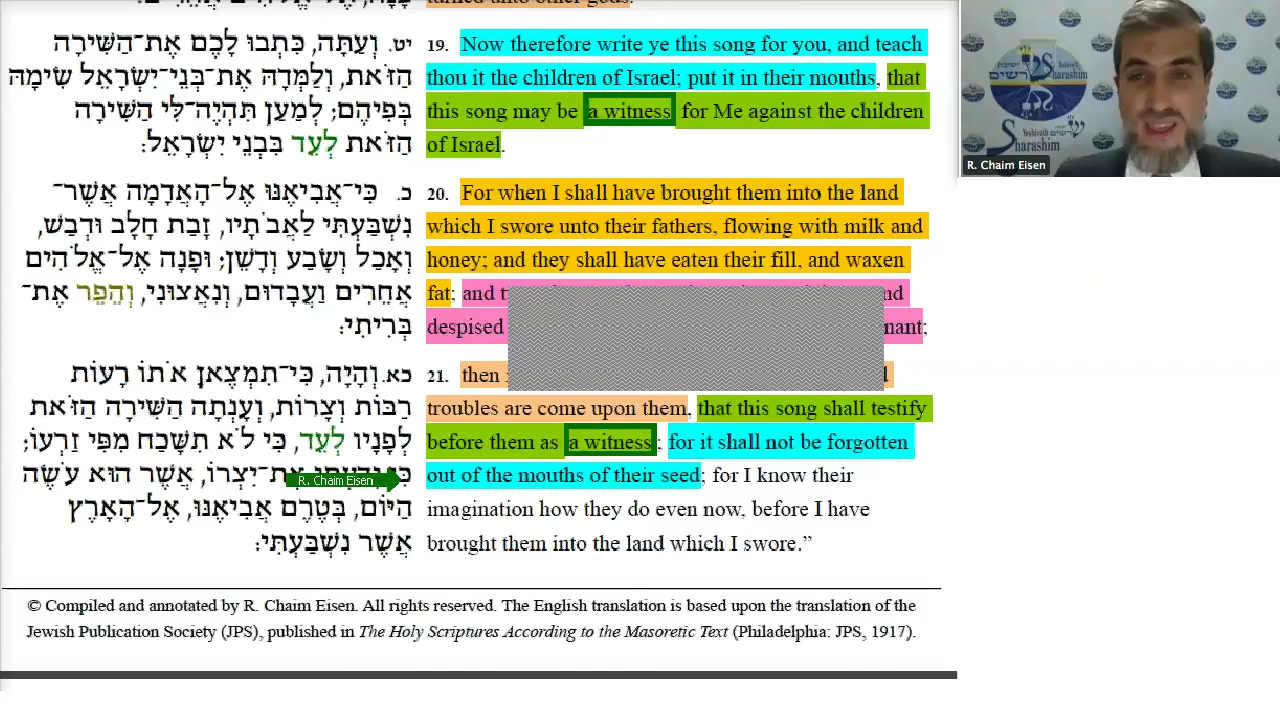 turned unto other gods.
יט. וְעַתָּה, כִּתְבוּ לָכֶם אֶת־הַשִּׁירָה
הַזֹּאת, וְלַמְּדָהּ אֶת־בְּנֵי־יִשְׂרָאֵל שִׂימָהּ
בְּפִיהֶם; לְמַעַן תִּהְיֶה־לִּי הַשִּׁירָה
הַזֹּאת לְעֵד בִּבְנֵי יִשְׂרָאֵל:
19. Now therefore write ye this song for you, and teach
thou it the children of Israel; put it in their mouths, that
this song may be a witness for Me against the children
of Israel.
כ. כִּי־אֲבִיאֶנּוּ אֶל־הָאֲדָמָה אֲשֶׁר־
נִשְׁבַּעְתִּי לַאֲבֹתָיו, זָבַת חָלָב וּדְבַשׁ,
וְאָכַל וְשָׂבַע וְדָשֵׁן; וּפָנָה אֶל־אֱלֹהִים
אֲחֵרִים וַעֲבָדוּם, וְנִאֲצוּנִי, וְהֵפֵר אֶת־
בְּרִיתִי:
20. For when I shall have brought them into the land
which I swore unto their fathers, flowing with milk and
honey; and they shall have eaten their fill, and waxen
fat; and
despised
כא. וְהָיָה, כִּי־תִמְצֶאןָ אֹתוֹ רָעוֹת
רַבּוֹת וְצָרוֹת, וְעָנְתָה הַשִּׁירָה הַזֹּאת
לְפָנָיו לְעֵד, כִּי לֹא תִשָּׁכַח מִפִּי זַרְעוֹ;
אֶת־יִצְרוֹ, אֲשֶׁר הוּא עֹשֶׂה
הַיּוֹם, בְּטֶרֶם אֲבִיאֶנּוּ, אֶל־הָאָרֶץ
אֲשֶׁר נִשְׁבַּעְתִּי:
21. then
troubles are come upon them, that this song shall testify
before them as a witness; for it shall not be forgotten
out of the mouths of their seed; for I know their
imagination how they do even now, before I have
brought them into the land which I swore.”
R. Chaim Eisen
© Compiled and annotated by R. Chaim Eisen. All rights reserved. The English translation is based upon the translation of the
Jewish Publication Society (JPS), published in The Holy Scriptures According to the Masoretic Text (Philadelphia: JPS, 1917).
Sharashim
Yeshivath
Sharashim
R. Chaim Eisen